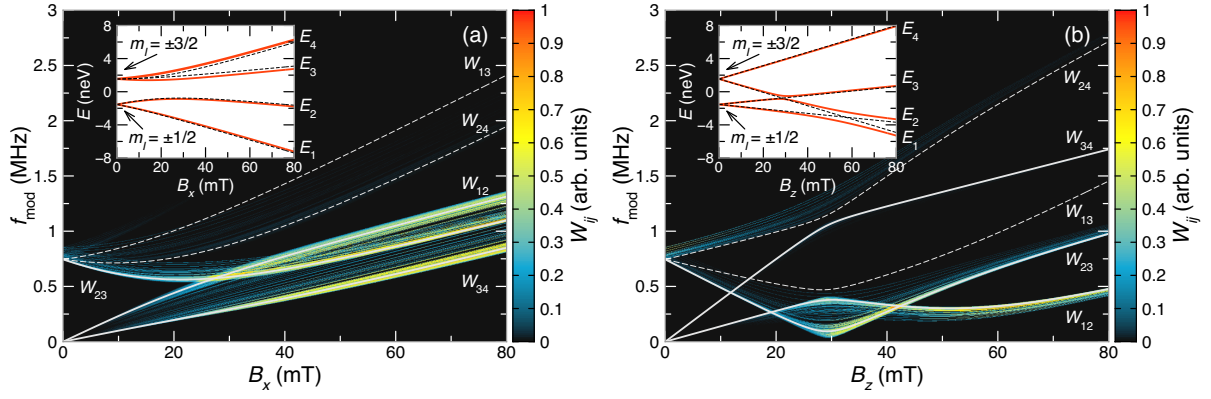 (a)
f_mod (MHz)
3
2.5
2
1.5
1
0.5
0
0
20
40
60
80
B_x (mT)
W_13
W_24
W_12
W_34
W_23
E (neV)
8
4
0
−4
−8
0
20
40
60
80
B_x (mT)
m_I = ±3/2
m_I = ±1/2
E_4
E_3
E_2
E_1
W_ij (arb. units)
1
0.9
0.8
0.7
0.6
0.5
0.4
0.3
0.2
0.1
0
(b)
f_mod (MHz)
3
2.5
2
1.5
1
0.5
0
0
20
40
60
80
B_z (mT)
W_24
W_34
W_13
W_23
W_12
E (neV)
8
4
0
−4
−8
0
20
40
60
80
B_z (mT)
m_I = ±3/2
m_I = ±1/2
E_4
E_3
E_2
E_1
W_ij (arb. units)
1
0.9
0.8
0.7
0.6
0.5
0.4
0.3
0.2
0.1
0